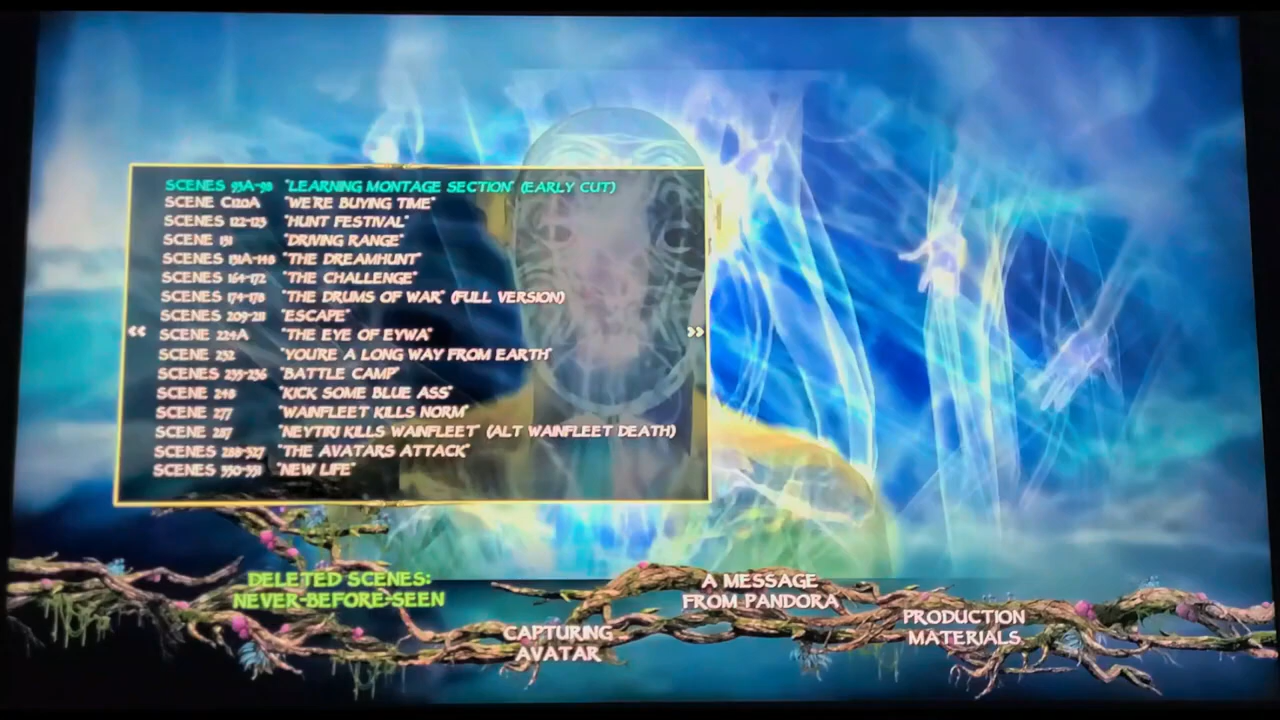 SCENES 93A-98 "LEARNING MONTAGE SECTION" (EARLY CUT)
SCENE C120A "WE'RE BUYING TIME"
SCENES 122-123 "HUNT FESTIVAL"
SCENE 131 "DRIVING RANGE"
SCENES 131A-148 "THE DREAMHUNT"
SCENES 164-172 "THE CHALLENGE"
SCENES 174-178 "THE DRUMS OF WAR" (FULL VERSION)
SCENES 209-211 "ESCAPE"
<< SCENE 224A "THE EYE OF EYWA" >>
SCENE 232 "YOU'RE A LONG WAY FROM EARTH"
SCENES 235-236 "BATTLE CAMP"
SCENE 248 "KICK SOME BLUE ASS"
SCENE 277 "WAINFLEET KILLS NORM"
SCENE 287 "NEYTIRI KILLS WAINFLEET" (ALT WAINFLEET DEATH)
SCENES 288-327 "THE AVATARS ATTACK"
SCENES 330-331 "NEW LIFE"
DELETED SCENES:
NEVER-BEFORE-SEEN
CAPTURING
AVATAR
A MESSAGE
FROM PANDORA
PRODUCTION
MATERIALS